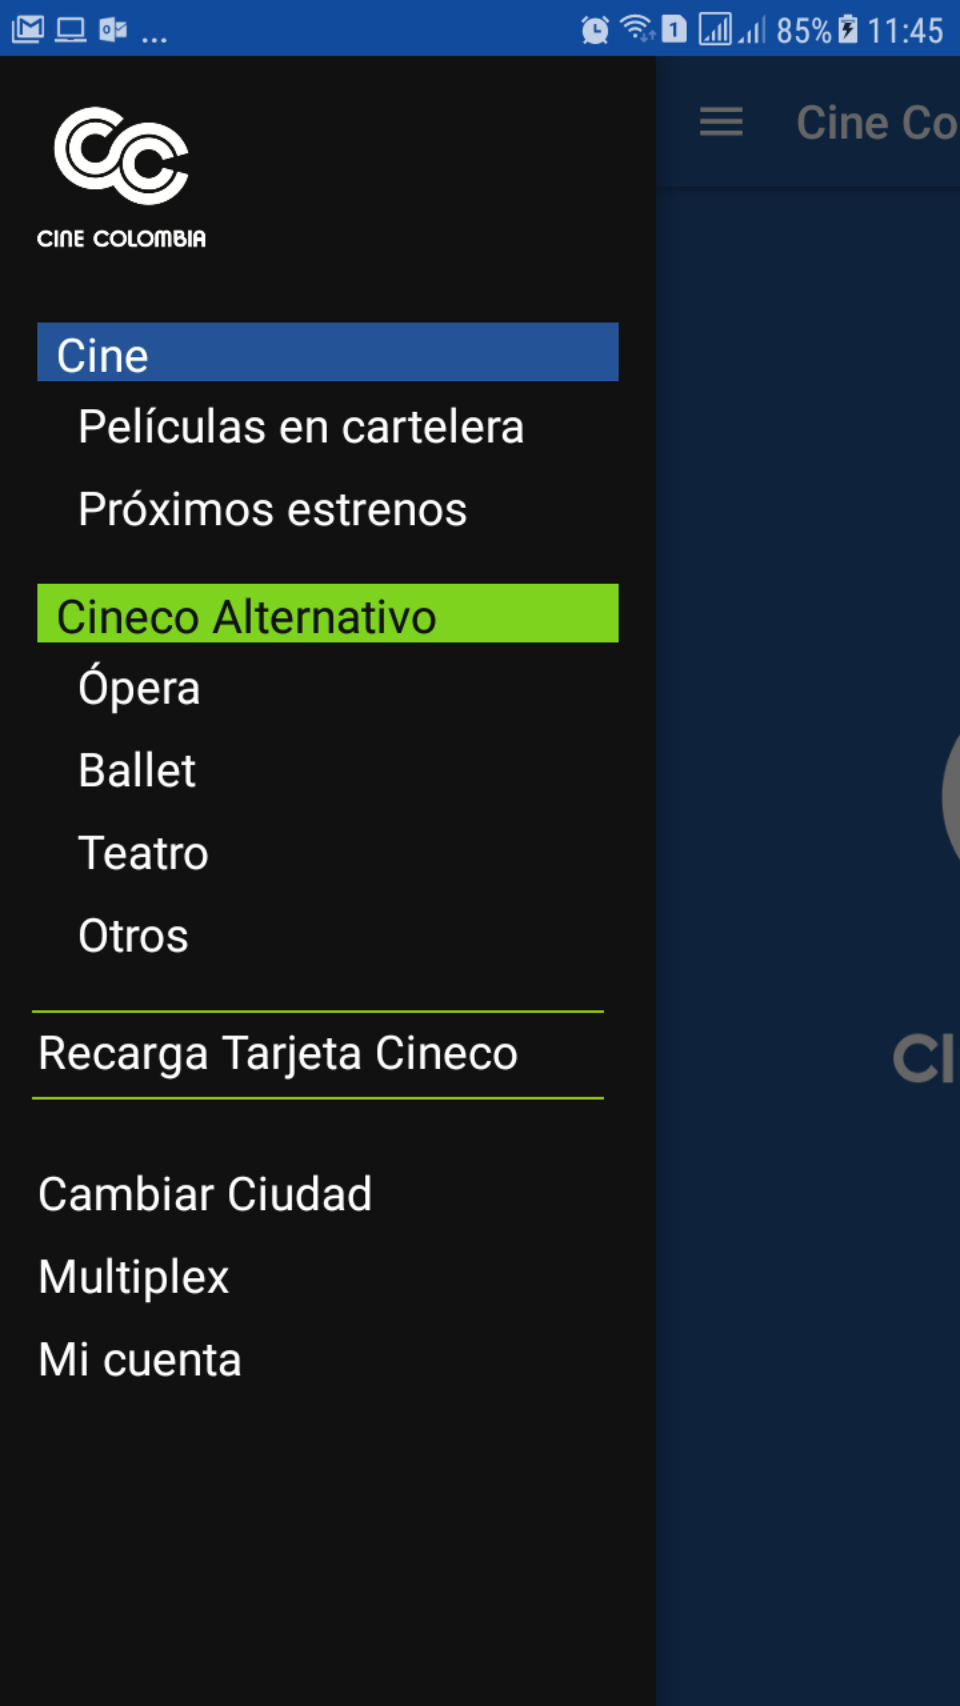 ... 1 85% 11:45
CINE COLOMBIA
Cine Co
Cine
Películas en cartelera
Próximos estrenos
Cineco Alternativo
Ópera
Ballet
Teatro
Otros
Recarga Tarjeta Cineco
CI
Cambiar Ciudad
Multiplex
Mi cuenta